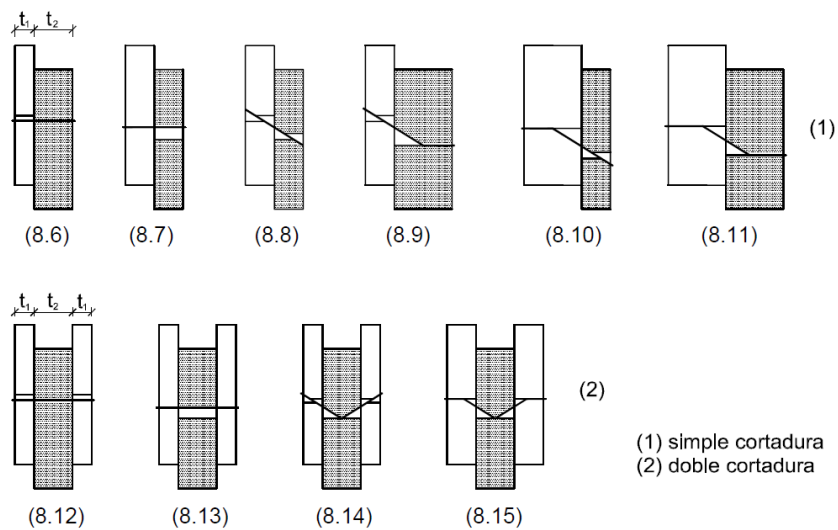 t₁ t₂
(1)
(8.6) (8.7) (8.8) (8.9) (8.10) (8.11)
t₁ t₂ t₁
(2)
(1) simple cortadura
(2) doble cortadura
(8.12) (8.13) (8.14) (8.15)